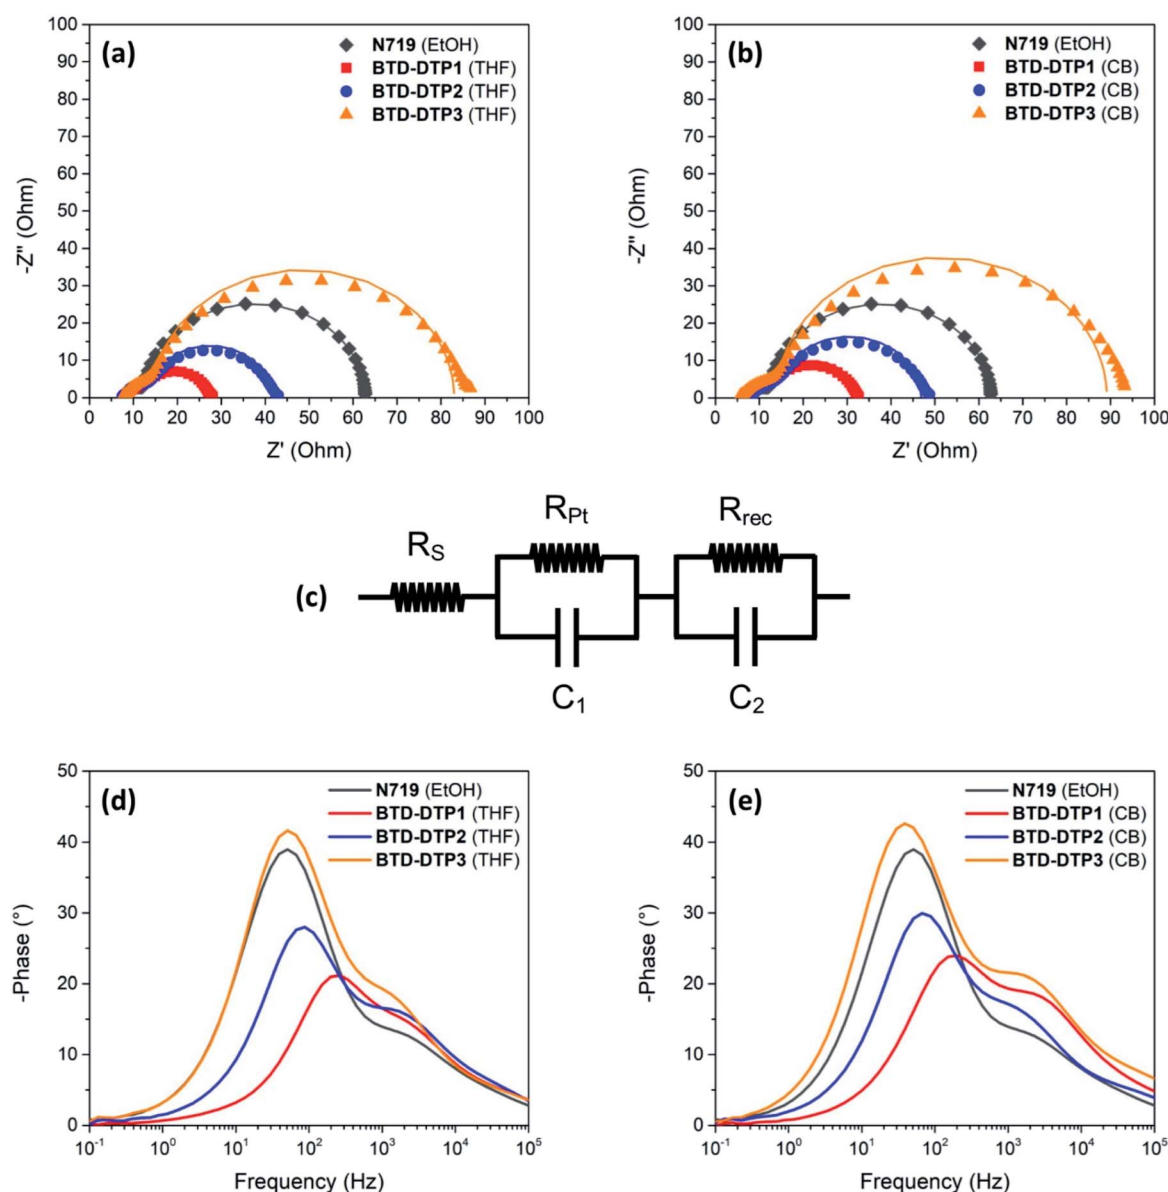 (a)
N719 (EtOH)
BTD-DTP1 (THF)
BTD-DTP2 (THF)
BTD-DTP3 (THF)
100
90
80
70
60
50
40
30
20
10
0
-Z" (Ohm)
0 10 20 30 40 50 60 70 80 90 100
Z' (Ohm)
(b)
N719 (EtOH)
BTD-DTP1 (CB)
BTD-DTP2 (CB)
BTD-DTP3 (CB)
100
90
80
70
60
50
40
30
20
10
0
-Z" (Ohm)
0 10 20 30 40 50 60 70 80 90 100
Z' (Ohm)
(c)
RS
RPt
C1
Rrec
C2
(d)
N719 (EtOH)
BTD-DTP1 (THF)
BTD-DTP2 (THF)
BTD-DTP3 (THF)
50
40
30
20
10
0
-Phase (°)
10-1 100 101 102 103 104 105
Frequency (Hz)
(e)
N719 (EtOH)
BTD-DTP1 (CB)
BTD-DTP2 (CB)
BTD-DTP3 (CB)
50
40
30
20
10
0
-Phase (°)
10-1 100 101 102 103 104 105
Frequency (Hz)